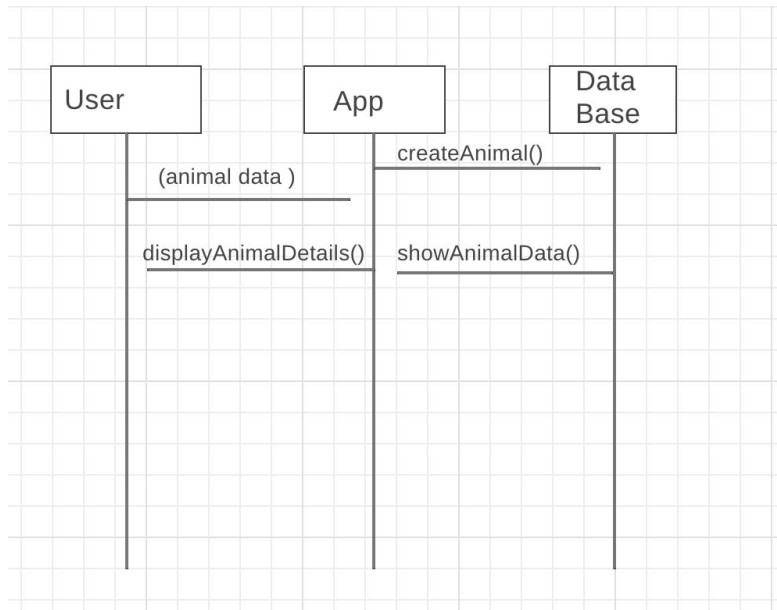 User
App
Data
Base
createAnimal()
(animal data )
displayAnimalDetails()
showAnimalData()